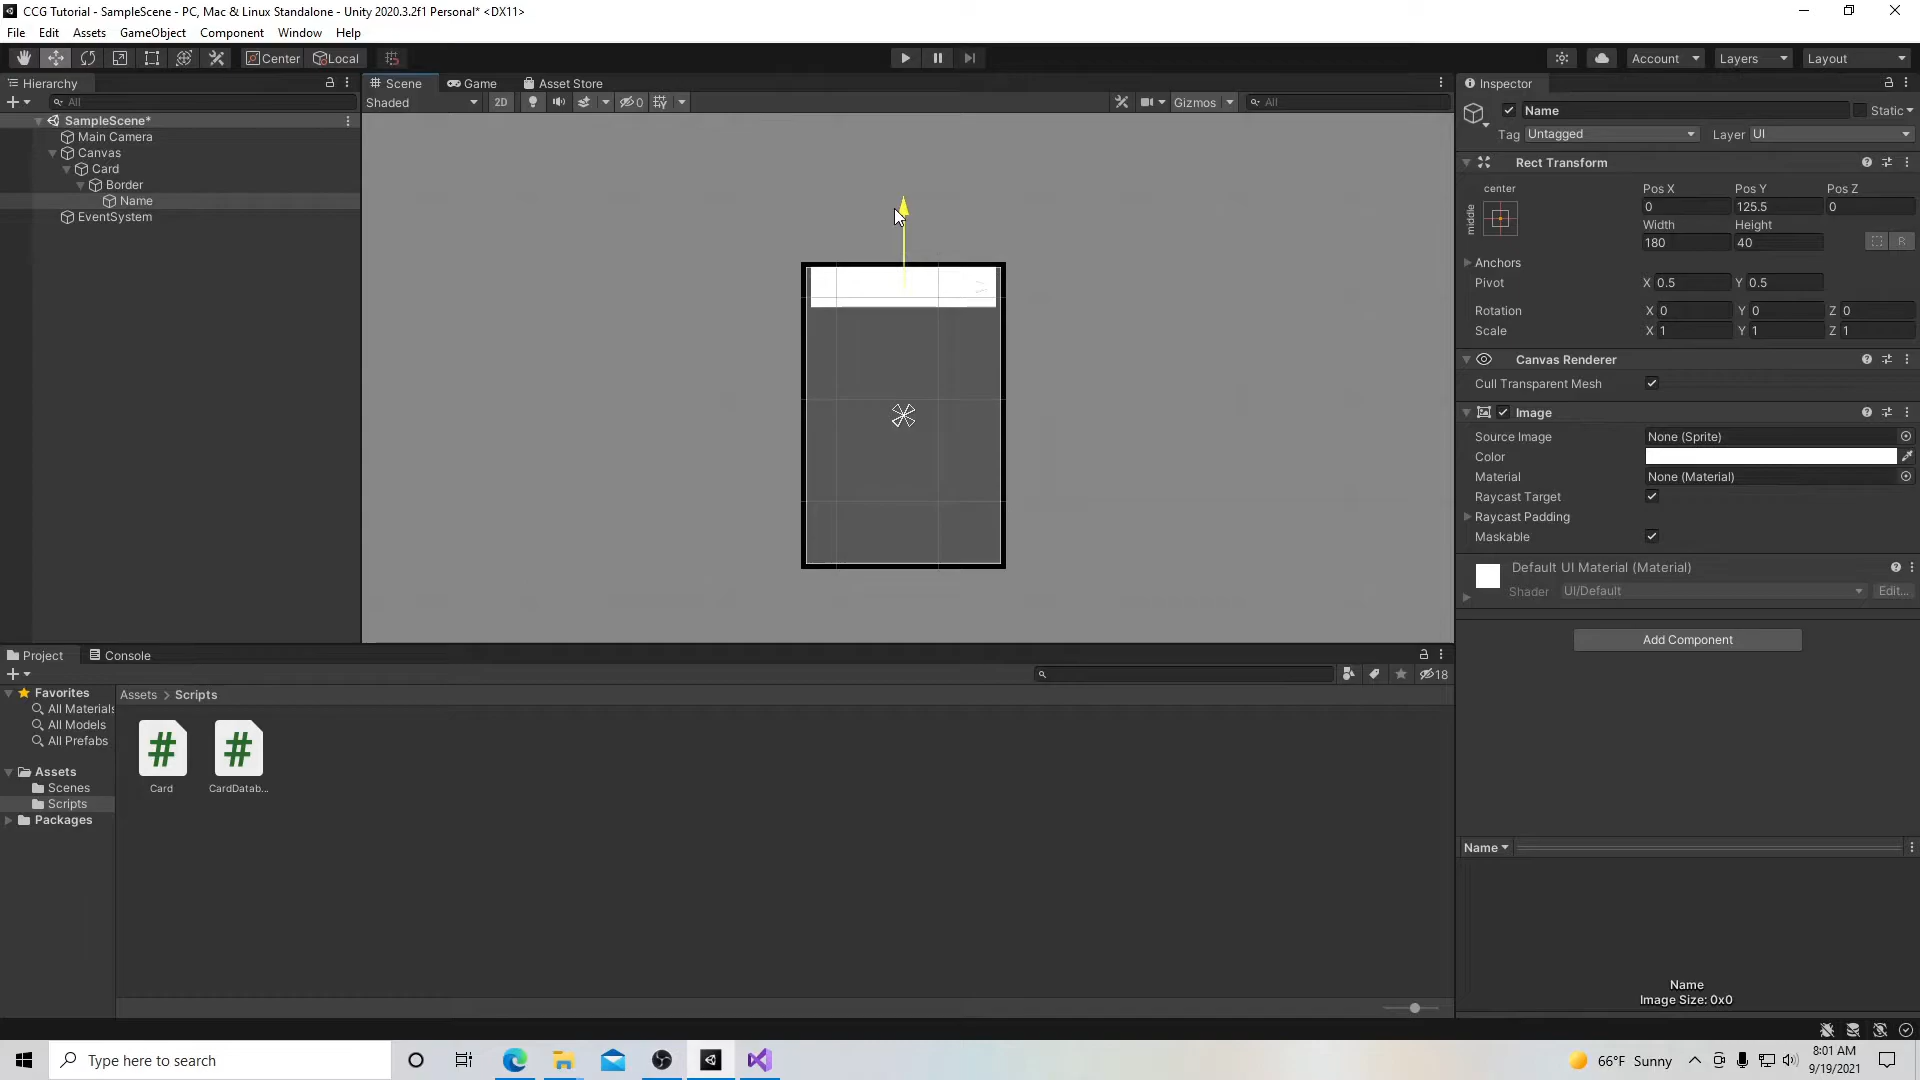 CCG Tutorial - SampleScene - PC, Mac & Linux Standalone - Unity 2020.3.2f1 Personal* <DX11>
File Edit Assets GameObject Component Window Help
Center Local Account Layers Layout
Hierarchy
All
SampleScene*
Main Camera
Canvas
Card
Border
Name
EventSystem
Scene Game Asset Store
Shaded 2D 0 Gizmos All
Inspector
Name Static
Tag Untagged Layer UI
Rect Transform
center
middle
Pos X Pos Y Pos Z
0 125.5 0
Width Height
180 40
R
Anchors
Pivot X 0.5 Y 0.5
Rotation X 0 Y 0 Z 0
Scale X 1 Y 1 Z 1
Canvas Renderer
Cull Transparent Mesh
Image
Source Image None (Sprite)
Color
Material None (Material)
Raycast Target
Raycast Padding
Maskable
Default UI Material (Material)
Shader UI/Default Edit...
Add Component
Name
Name
Image Size: 0x0
Project Console
18
Favorites
All Materials
All Models
All Prefabs
Assets
Scenes
Scripts
Packages
Assets > Scripts
Card CardDatab...
Type here to search
66°F Sunny
8:01 AM
9/19/2021